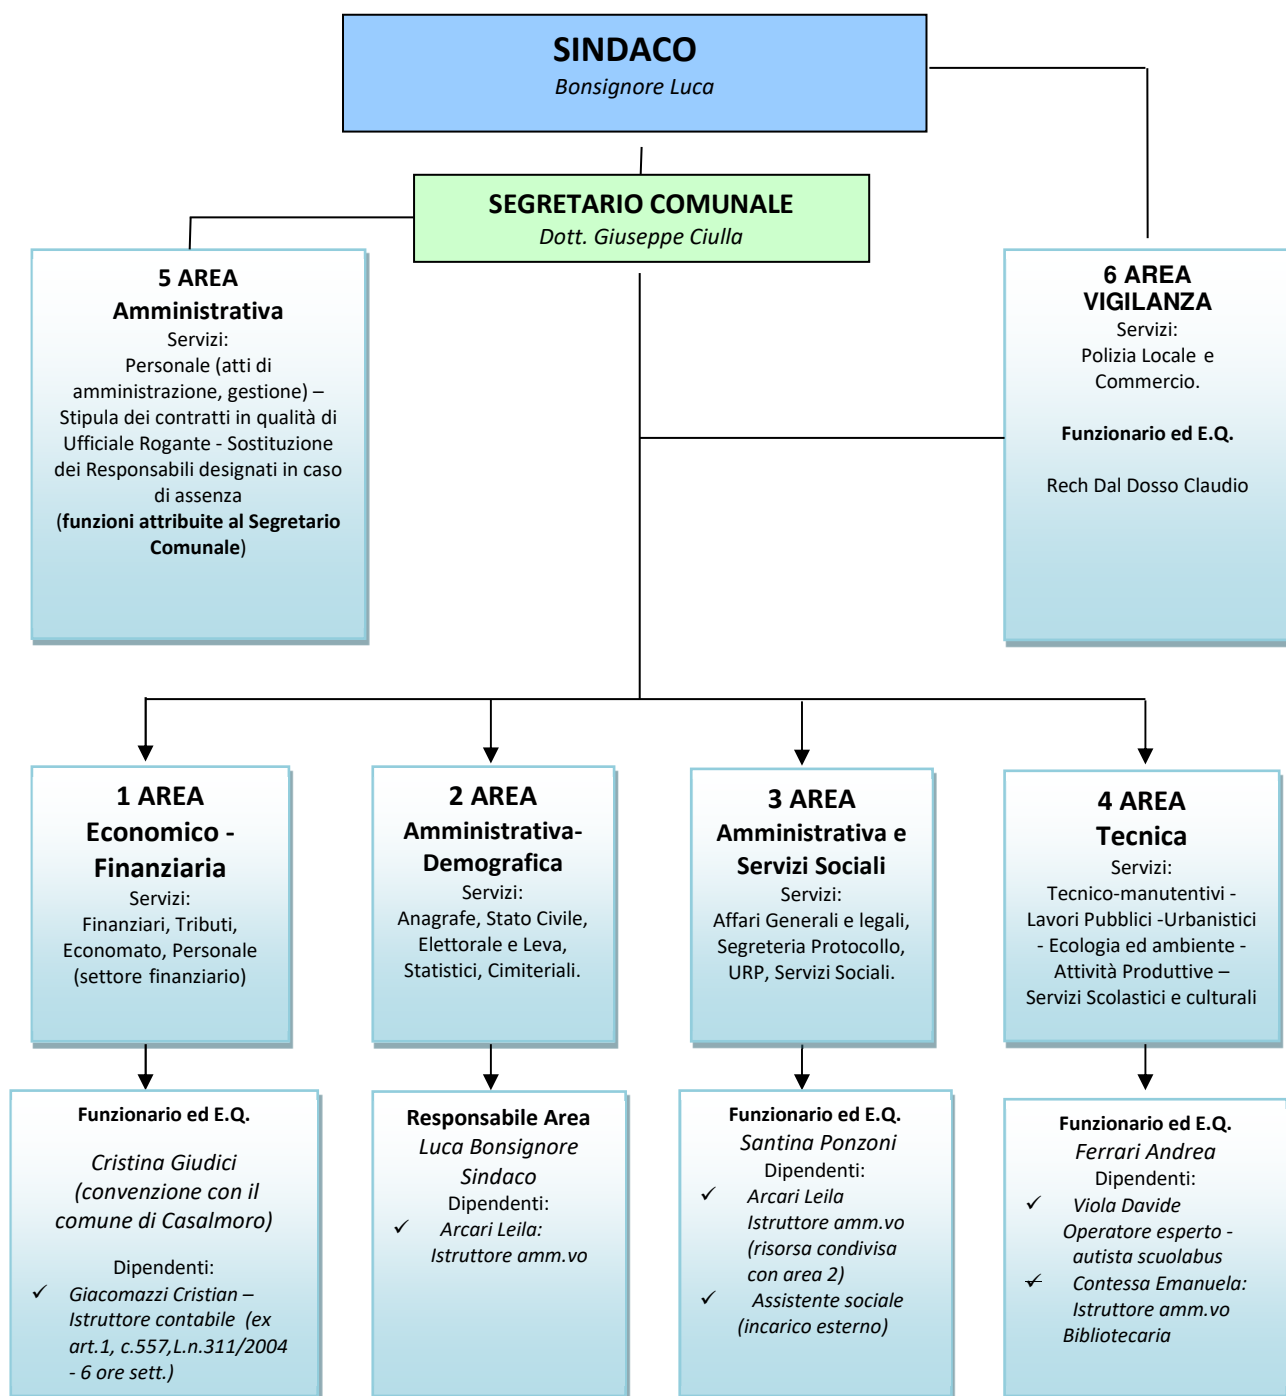 SINDACO
Bonsignore Luca
SEGRETARIO COMUNALE
Dott. Giuseppe Ciulla
5 AREA
Amministrativa
Servizi:
Personale (atti di
amministrazione, gestione) –
Stipula dei contratti in qualità di
Ufficiale Rogante - Sostituzione
dei Responsabili designati in caso
di assenza
(funzioni attribuite al Segretario
Comunale)
6 AREA
VIGILANZA
Servizi:
Polizia Locale e
Commercio.
Funzionario ed E.Q.
Rech Dal Dosso Claudio
1 AREA
Economico -
Finanziaria
Servizi:
Finanziari, Tributi,
Economato, Personale
(settore finanziario)
2 AREA
Amministrativa-
Demografica
Servizi:
Anagrafe, Stato Civile,
Elettorale e Leva,
Statistici, Cimiteriali.
3 AREA
Amministrativa e
Servizi Sociali
Servizi:
Affari Generali e legali,
Segreteria Protocollo,
URP, Servizi Sociali.
4 AREA
Tecnica
Servizi:
Tecnico-manutentivi -
Lavori Pubblici -Urbanistici
- Ecologia ed ambiente -
Attività Produttive –
Servizi Scolastici e culturali
Funzionario ed E.Q.
Cristina Giudici
(convenzione con il
comune di Casalmoro)
Dipendenti:
✓ Giacomazzi Cristian –
Istruttore contabile (ex
art.1, c.557,L.n.311/2004
- 6 ore sett.)
Responsabile Area
Luca Bonsignore
Sindaco
Dipendenti:
✓ Arcari Leila:
Istruttore amm.vo
Funzionario ed E.Q.
Santina Ponzoni
Dipendenti:
✓ Arcari Leila
Istruttore amm.vo
(risorsa condivisa
con area 2)
✓ Assistente sociale
(incarico esterno)
Funzionario ed E.Q.
Ferrari Andrea
Dipendenti:
✓ Viola Davide
Operatore esperto -
autista scuolabus
✓ Contessa Emanuela:
Istruttore amm.vo
Bibliotecaria